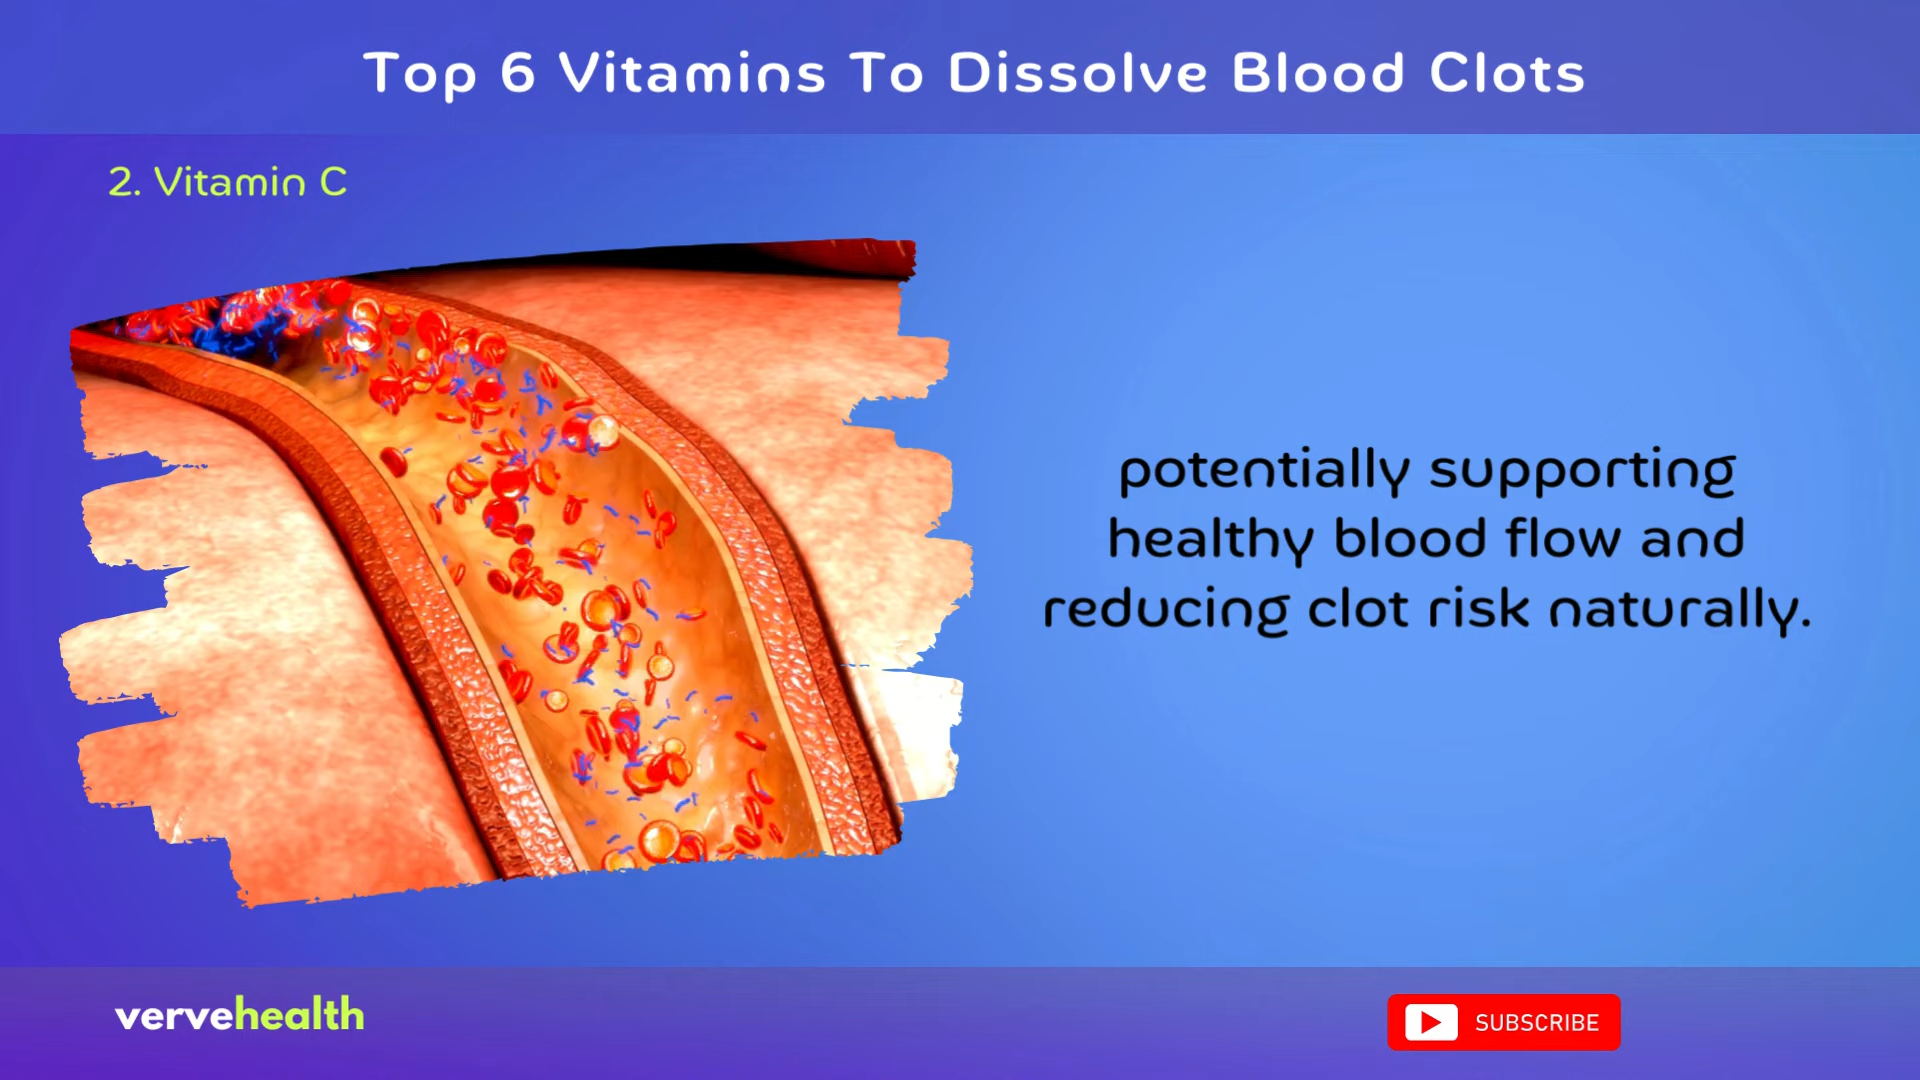 Top 6 Vitamins To Dissolve Blood Clots
2. Vitamin C
potentially supporting
healthy blood flow and
reducing clot risk naturally.
vervehealth
SUBSCRIBE